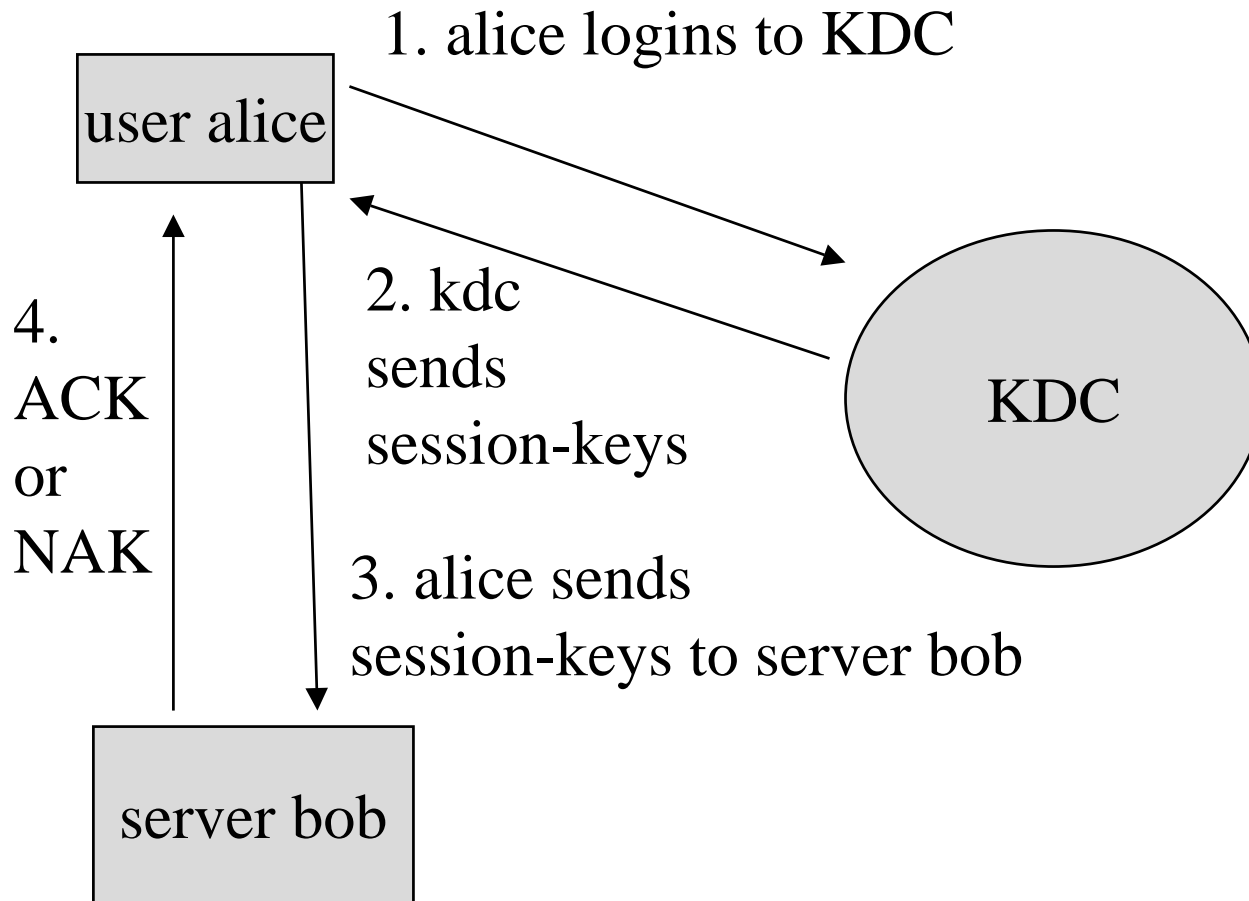 1. alice logins to KDC
user alice
2. kdc
sends
session-keys
4.
ACK
or
NAK
KDC
3. alice sends
session-keys to server bob
server bob